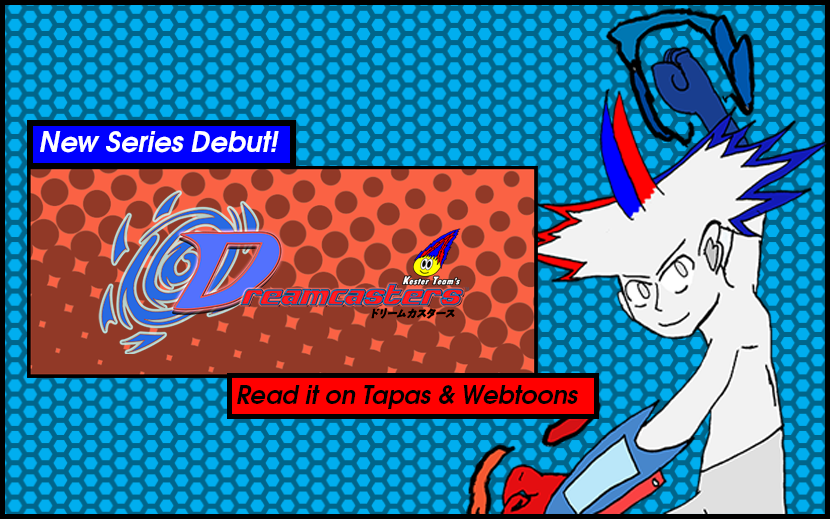 New Series Debut!
Kester Team's
Dreamcasters
ドリームカスタース
Read it on Tapas & Webtoons